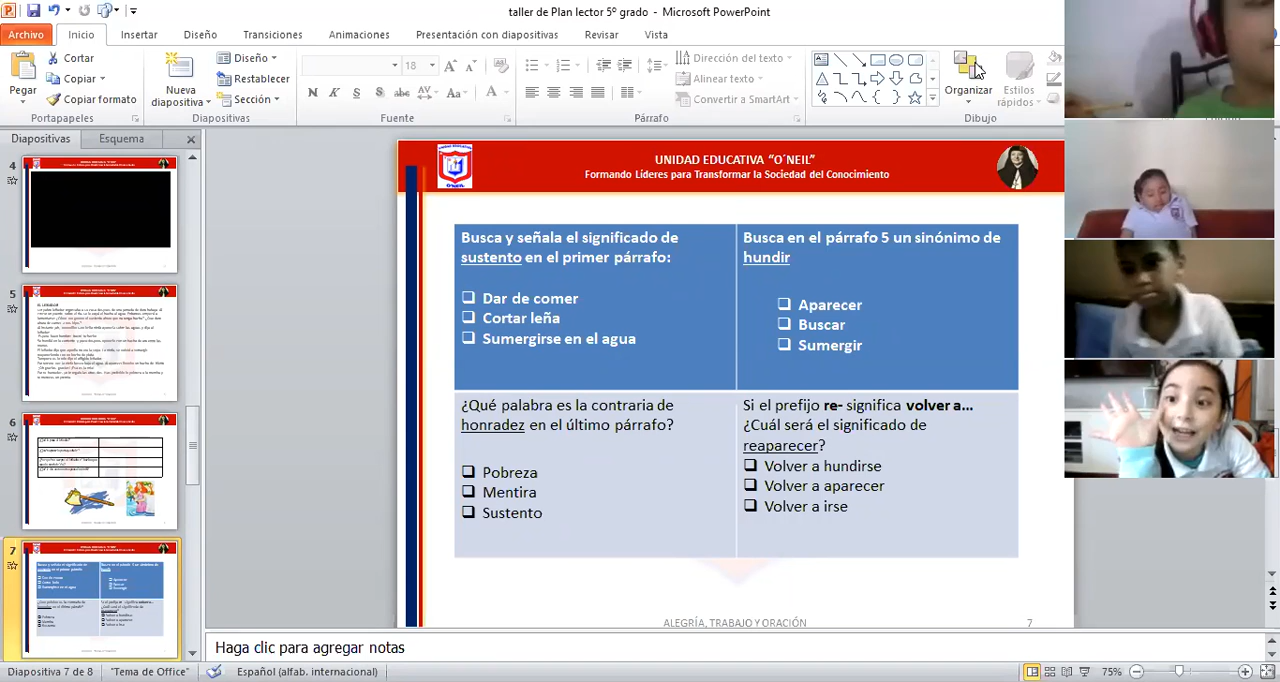 taller de Plan lector 5º grado - Microsoft PowerPoint
Archivo Inicio Insertar Diseño Transiciones Animaciones Presentación con diapositivas Revisar Vista
Pegar
Cortar
Copiar
Copiar formato
Portapapeles
Nueva diapositiva
Diseño
Restablecer
Sección
Diapositivas
18
Fuente
Dirección del texto
Alinear texto
Convertir a SmartArt
Párrafo
Organizar
Estilos rápidos
Dibujo
Diapositivas Esquema
4
5
6
7
UNIDAD EDUCATIVA “O´NEIL”
Formando Líderes para Transformar la Sociedad del Conocimiento
Busca y señala el significado de
sustento en el primer párrafo:
Dar de comer
Cortar leña
Sumergirse en el agua
Busca en el párrafo 5 un sinónimo de
hundir
Aparecer
Buscar
Sumergir
¿Qué palabra es la contraria de
honradez en el último párrafo?
Pobreza
Mentira
Sustento
Si el prefijo re- significa volver a...
¿Cuál será el significado de
reaparecer?
Volver a hundirse
Volver a aparecer
Volver a irse
ALEGRÍA, TRABAJO Y ORACIÓN 7
Haga clic para agregar notas
Diapositiva 7 de 8 "Tema de Office" Español (alfab. internacional) 75%